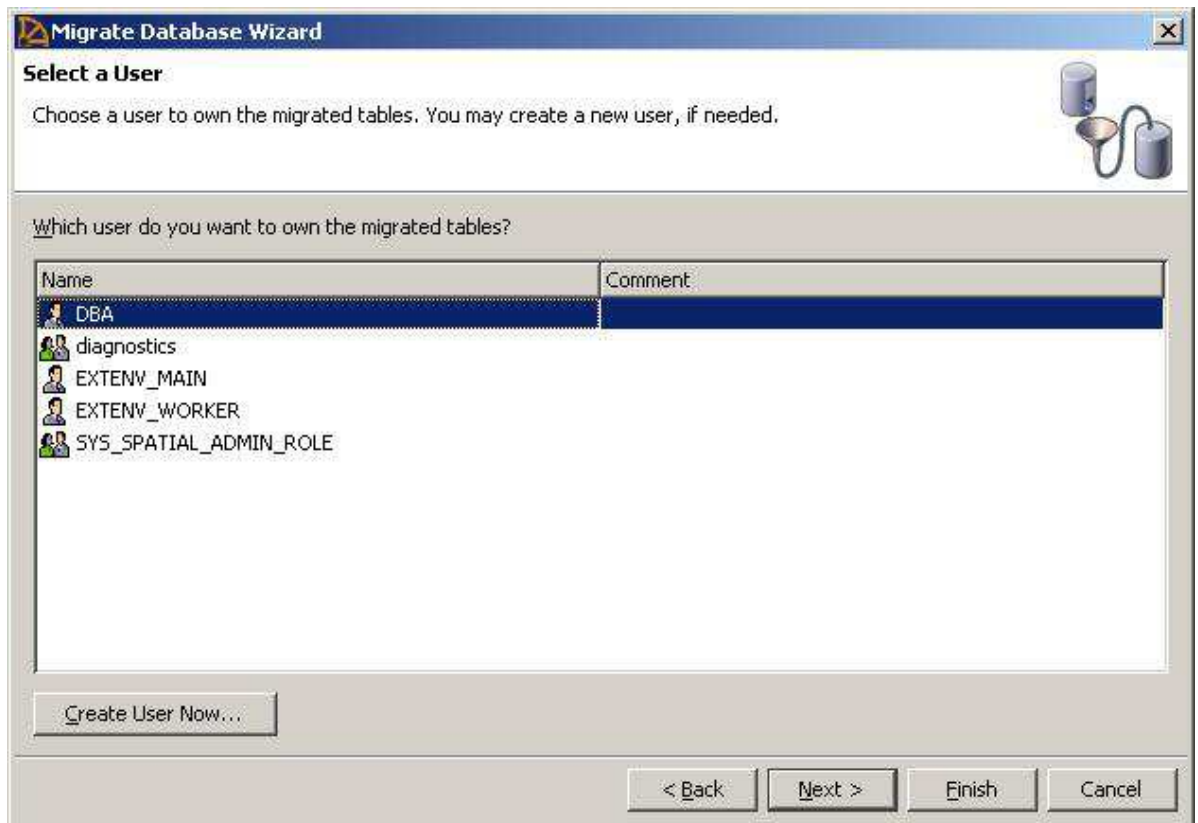 Migrate Database Wizard
Select a User
Choose a user to own the migrated tables. You may create a new user, if needed.
Which user do you want to own the migrated tables?
Name Comment
DBA
diagnostics
EXTENV_MAIN
EXTENV_WORKER
SYS_SPATIAL_ADMIN_ROLE
Create User Now...
< Back Next > Finish Cancel